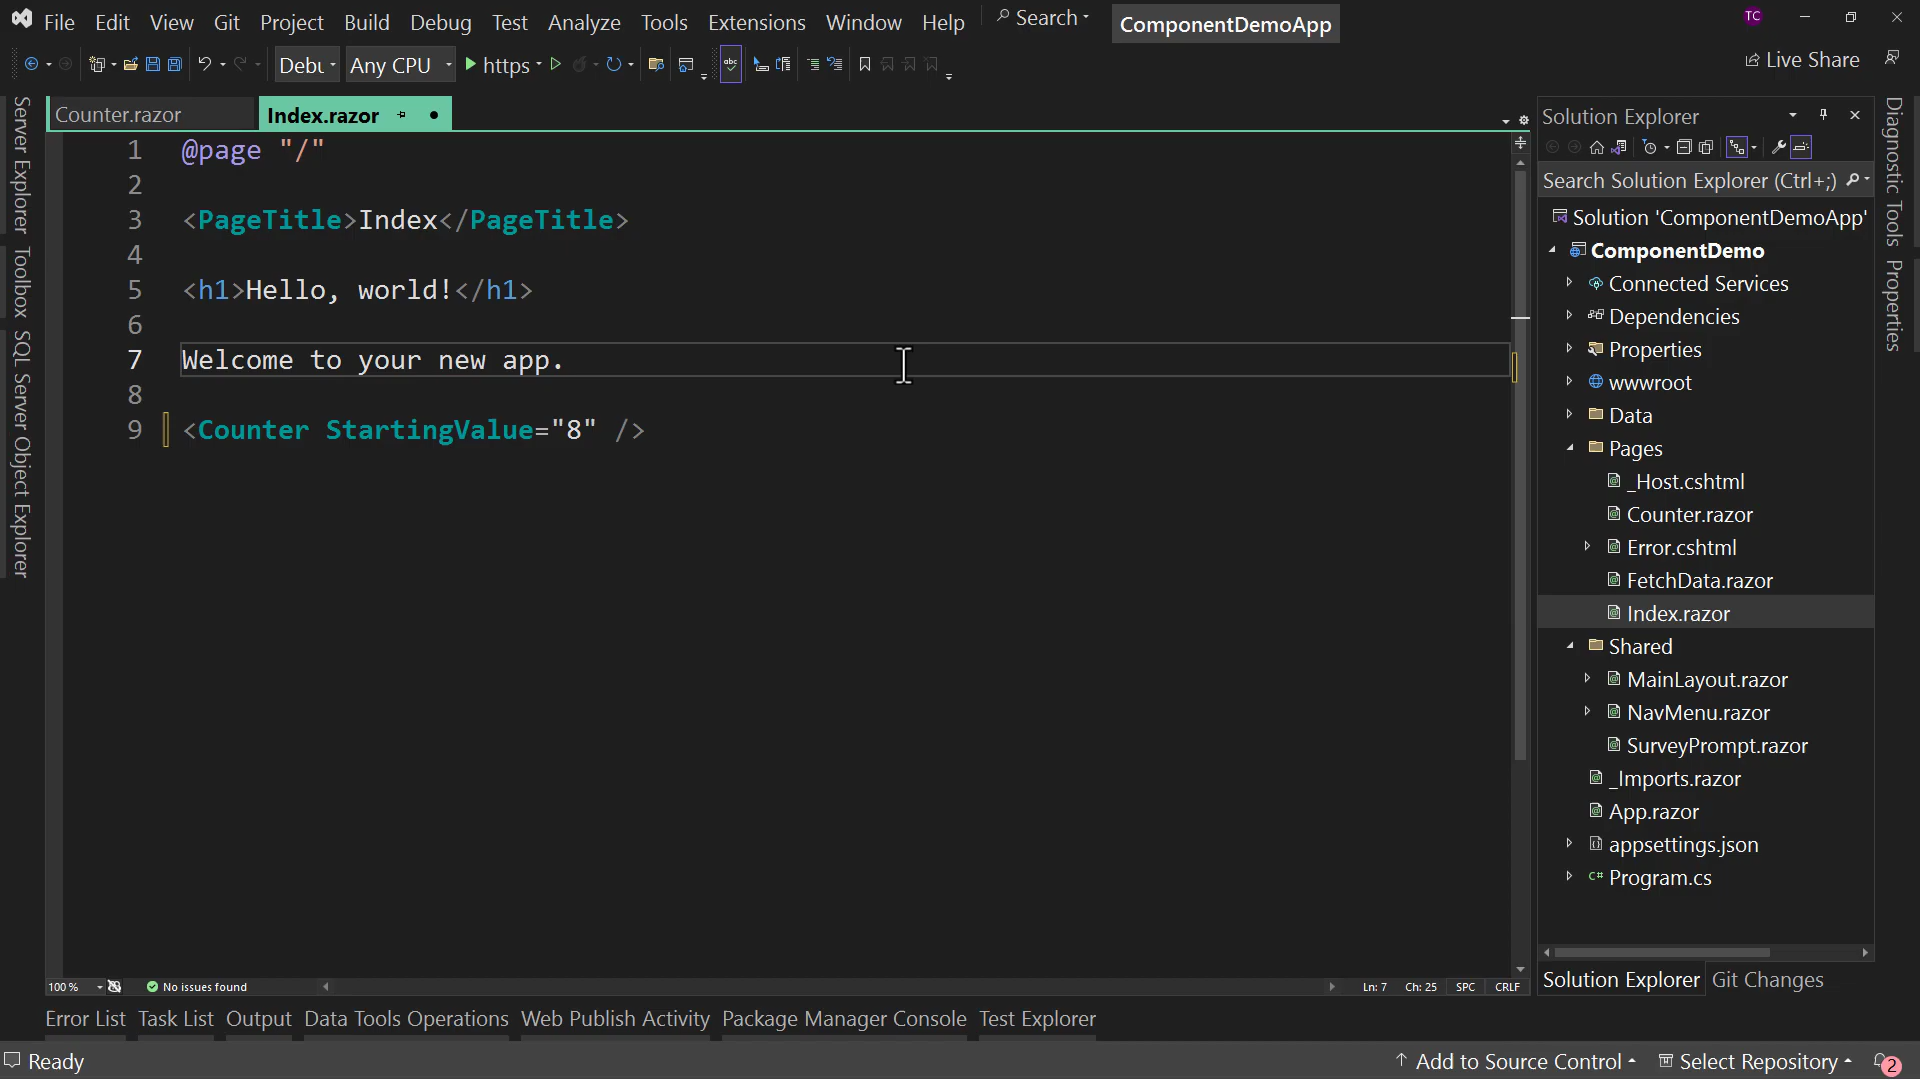 File Edit View Git Project Build Debug Test Analyze Tools Extensions Window Help Search ComponentDemoApp TC
Debu Any CPU https abc Live Share
Counter.razor Index.razor
1 @page "/"
2
3 <PageTitle>Index</PageTitle>
4
5 <h1>Hello, world!</h1>
6
7 Welcome to your new app.
8
9 <Counter StartingValue="8" />
Server Explorer
Toolbox
SQL Server Object Explorer
Solution Explorer
Search Solution Explorer (Ctrl+;)
Solution 'ComponentDemoApp'
ComponentDemo
Connected Services
Dependencies
Properties
wwwroot
Data
Pages
_Host.cshtml
Counter.razor
Error.cshtml
FetchData.razor
Index.razor
Shared
MainLayout.razor
NavMenu.razor
SurveyPrompt.razor
_Imports.razor
App.razor
appsettings.json
C# Program.cs
Solution Explorer Git Changes
Diagnostic Tools
Properties
100 % No issues found Ln: 7 Ch: 25 SPC CRLF
Error List Task List Output Data Tools Operations Web Publish Activity Package Manager Console Test Explorer
Ready Add to Source Control Select Repository 2